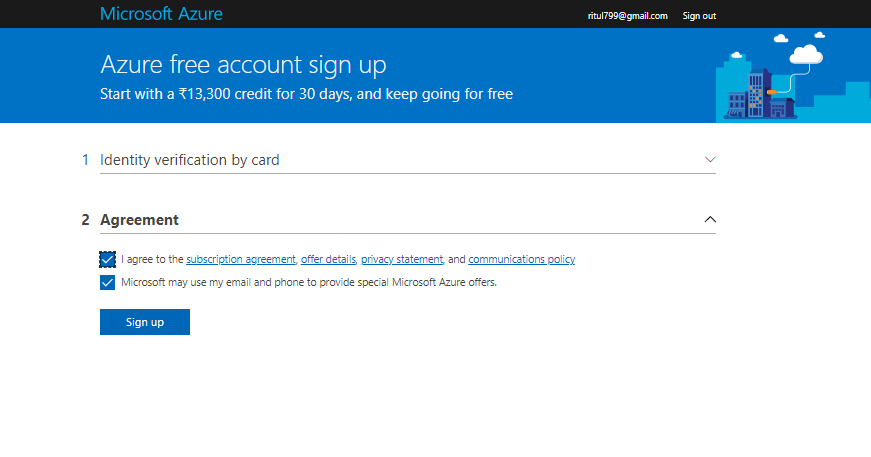 Microsoft Azure
ritul799@gmail.com Sign out
Azure free account sign up
Start with a ₹13,300 credit for 30 days, and keep going for free
1 Identity verification by card
2 Agreement
I agree to the subscription agreement, offer details, privacy statement, and communications policy
Microsoft may use my email and phone to provide special Microsoft Azure offers.
Sign up